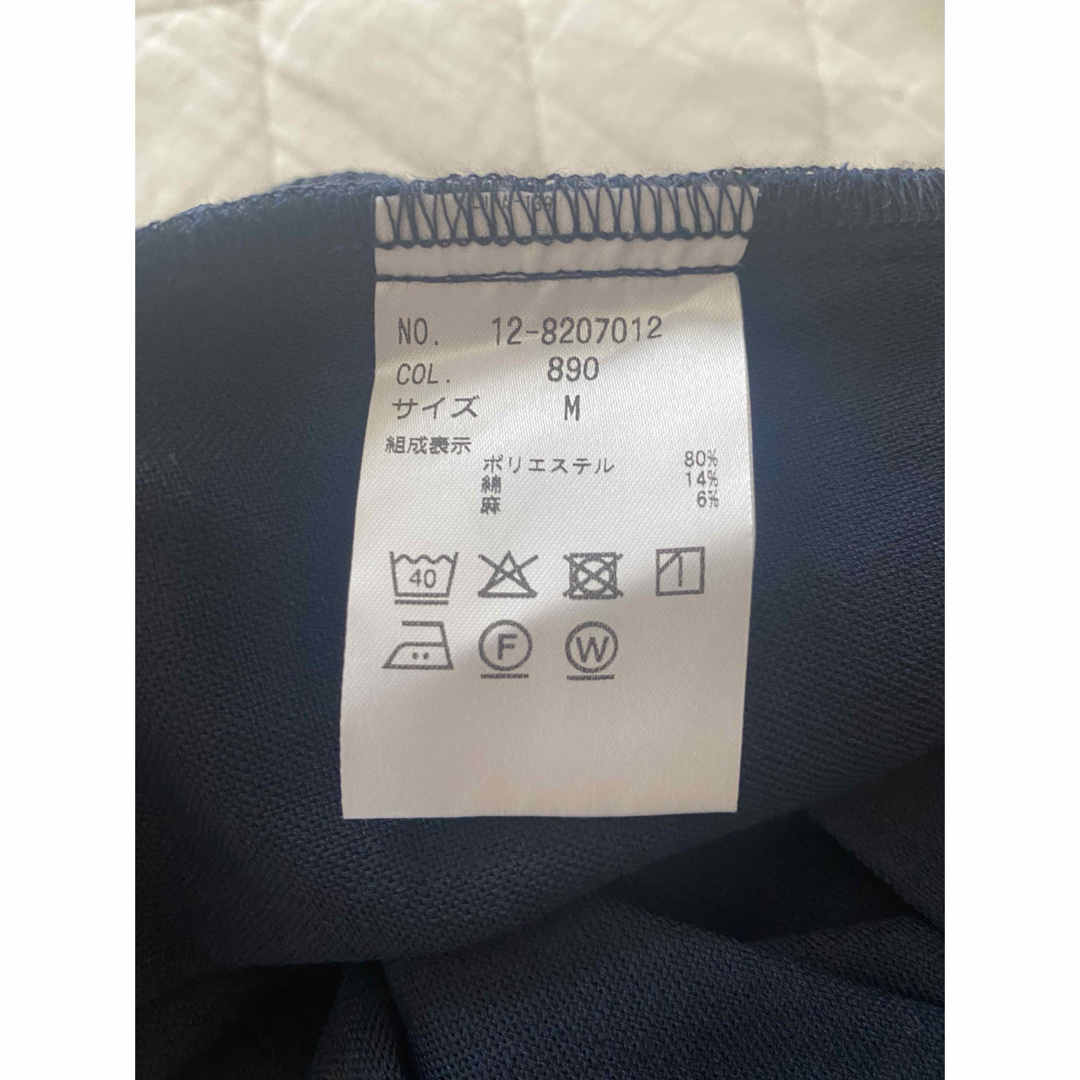 NO. 12-8207012
COL. 890
サイズ M
組成表示
ポリエステル 80%
綿 14%
麻 6%
40
F W